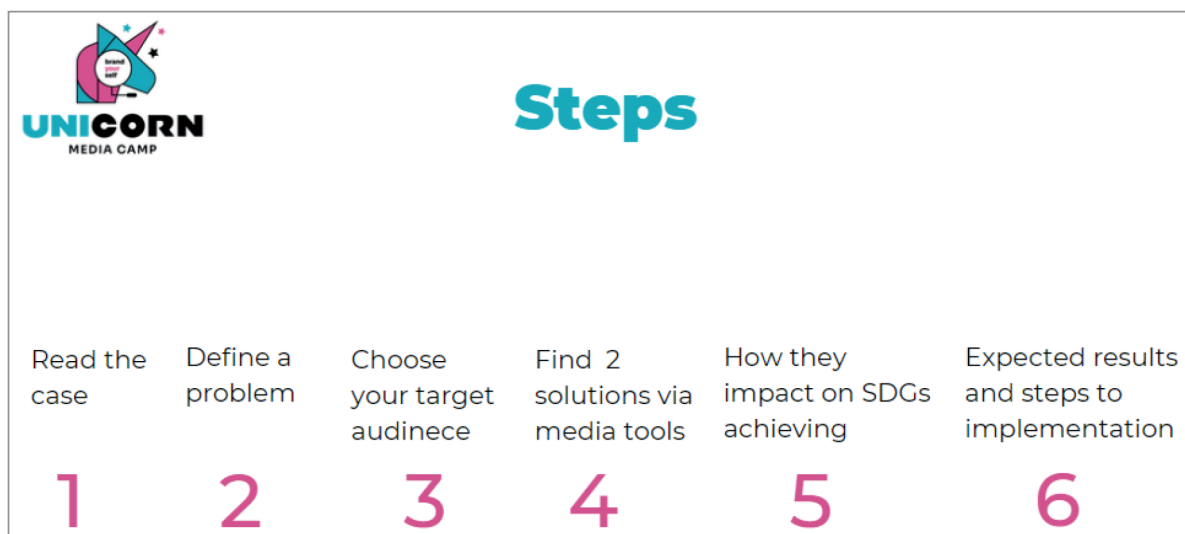 brand
your
self
UNICORN
MEDIA CAMP
Steps
Read the
case
1
Define a
problem
2
Choose
your target
audinece
3
Find 2
solutions via
media tools
4
How they
impact on SDGs
achieving
5
Expected results
and steps to
implementation
6